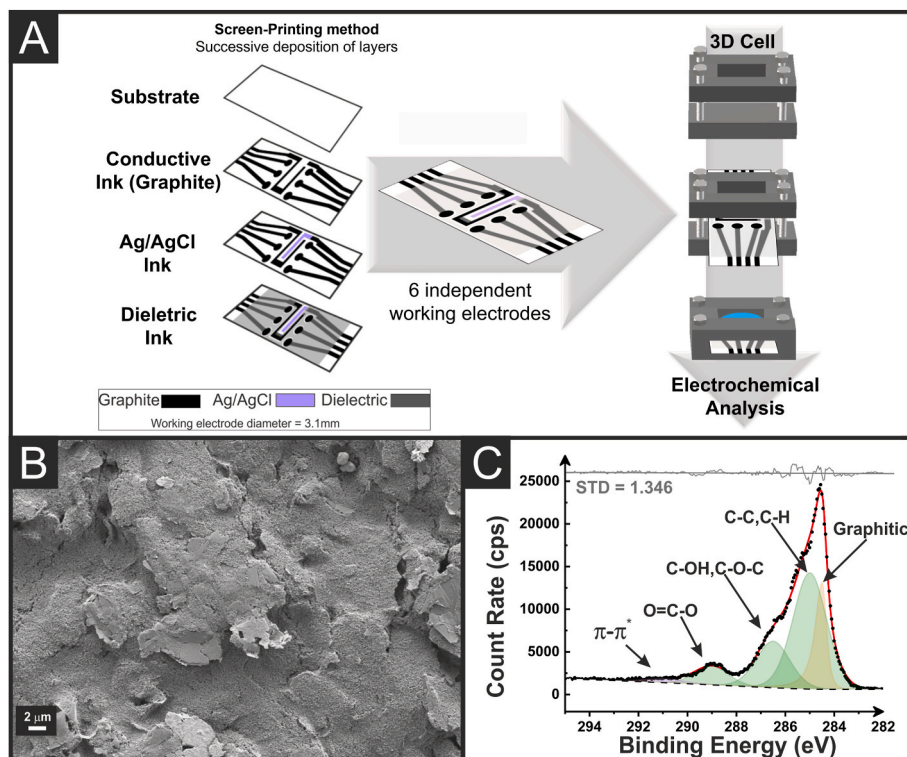 A
Screen-Printing method
Successive deposition of layers
Substrate
Conductive
Ink (Graphite)
Ag/AgCl
Ink
Dieletric
Ink
6 independent
working electrodes
3D Cell
Electrochemical
Analysis
Graphite Ag/AgCl Dielectric
Working electrode diameter = 3.1mm
B
2 μm
C
STD = 1.346
C-C,C-H
Graphitic
C-OH,C-O-C
O=C-O
π-π*
Count Rate (cps)
25000
20000
15000
10000
5000
0
294 292 290 288 286 284 282
Binding Energy (eV)